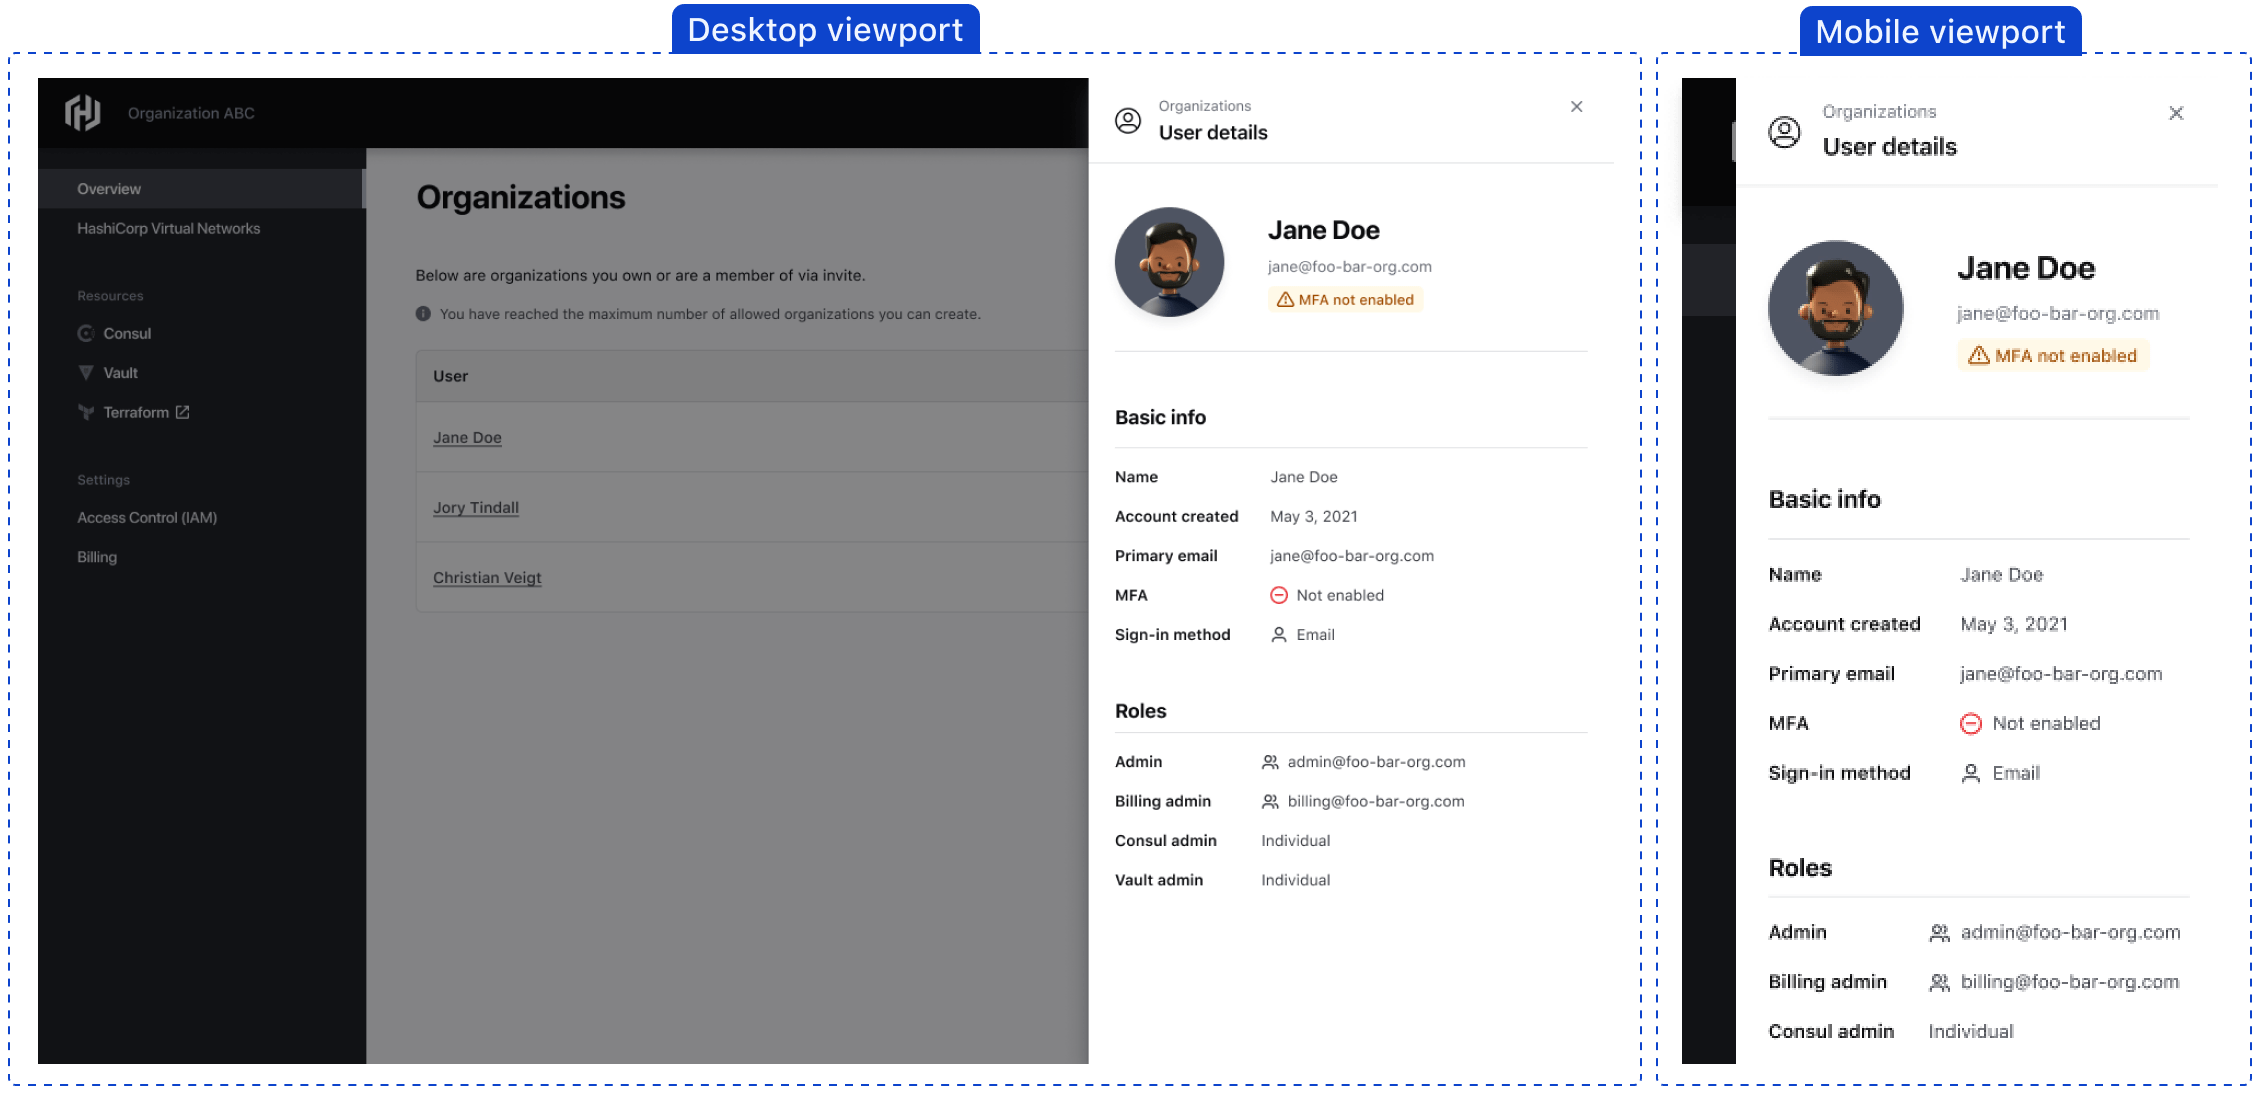 Desktop viewport
Organization ABC
Overview
HashiCorp Virtual Networks
Resources
Consul
Vault
Terraform
Settings
Access Control (IAM)
Billing
Organizations
Below are organizations you own or are a member of via invite.
You have reached the maximum number of allowed organizations you can create.
User
Jane Doe
Jory Tindall
Christian Veigt
Organizations
User details
Jane Doe
jane@foo-bar-org.com
MFA not enabled
Basic info
Name Jane Doe
Account created May 3, 2021
Primary email jane@foo-bar-org.com
MFA Not enabled
Sign-in method Email
Roles
Admin admin@foo-bar-org.com
Billing admin billing@foo-bar-org.com
Consul admin Individual
Vault admin Individual
Mobile viewport
Organizations
User details
Jane Doe
jane@foo-bar-org.com
MFA not enabled
Basic info
Name Jane Doe
Account created May 3, 2021
Primary email jane@foo-bar-org.com
MFA Not enabled
Sign-in method Email
Roles
Admin admin@foo-bar-org.com
Billing admin billing@foo-bar-org.com
Consul admin Individual